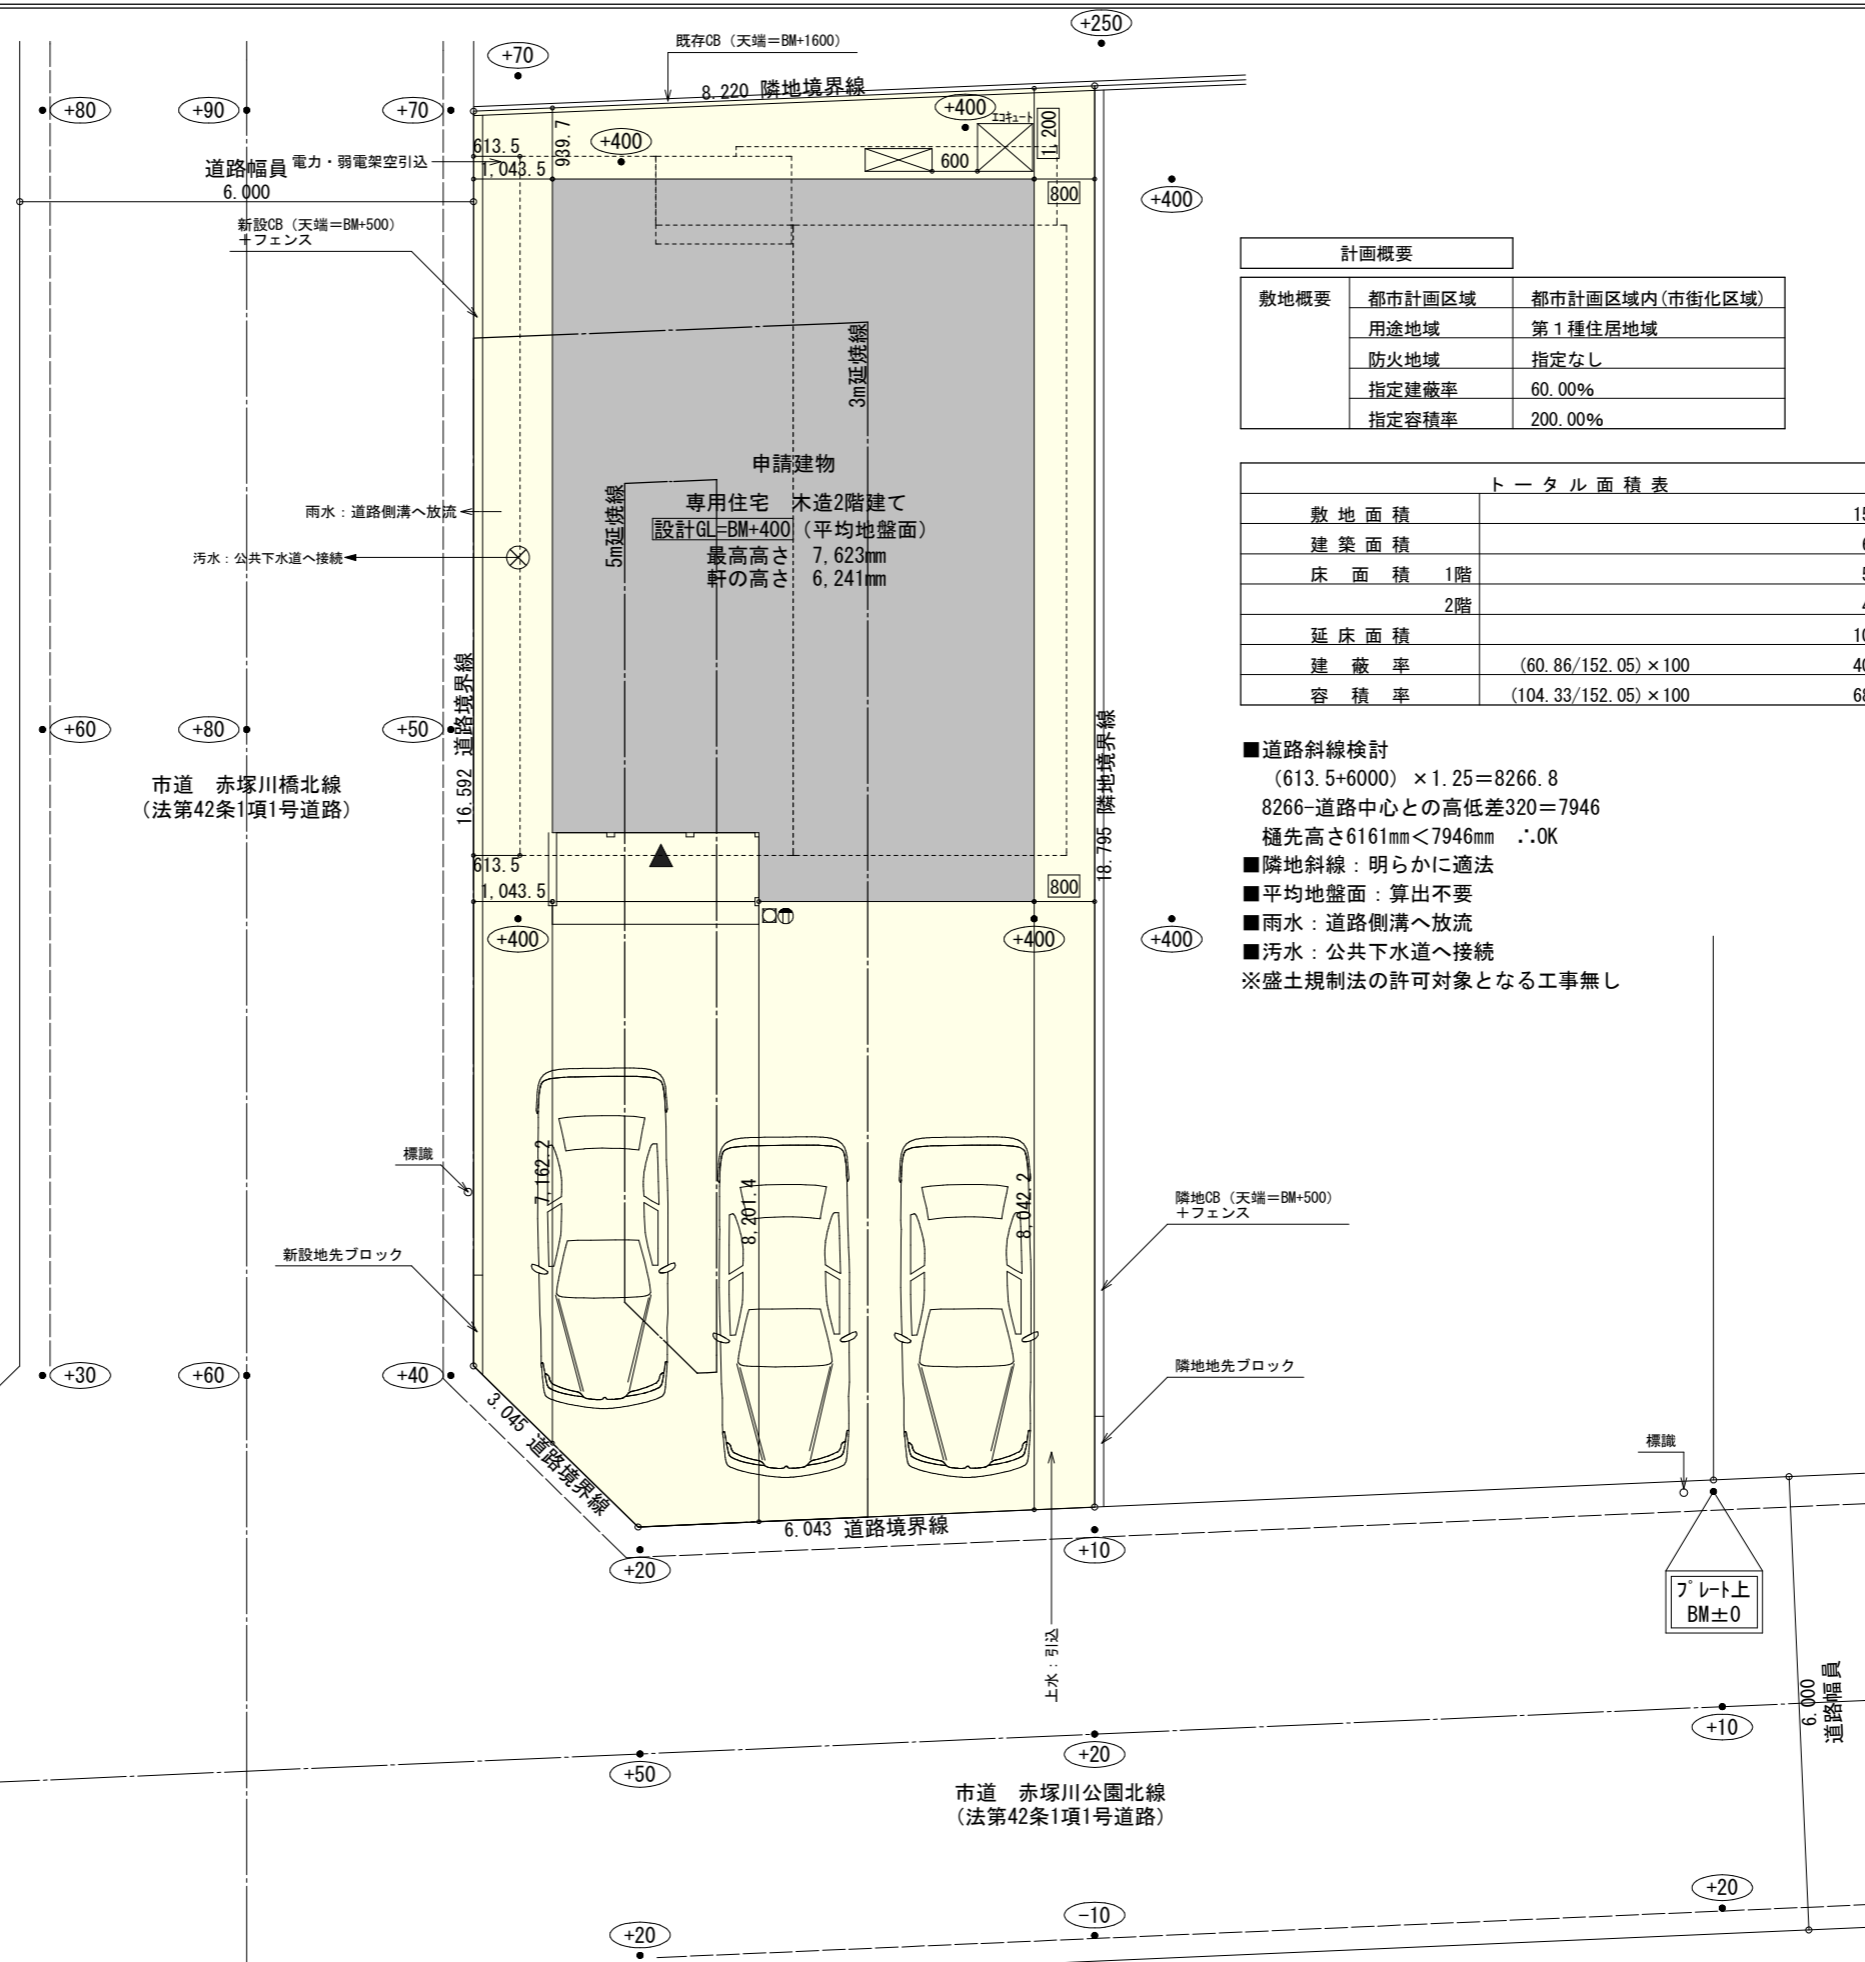 +250
既存CB（天端＝BM+1600）
+70
8.220 隣地境界線
+80
+90
+70
+400
+400
ｴｺｷｭｰﾄ
1,200
939.7
613.5
600
道路幅員
電力・弱電架空引込
1,043.5
6.000
800
+400
新設CB（天端＝BM+500）
＋フェンス
計画概要
敷地概要 都市計画区域 都市計画区域内(市街化区域)
用途地域 第１種住居地域
防火地域 指定なし
指定建蔽率 60.00%
指定容積率 200.00%
3m延焼線
申請建物
専用住宅　木造2階建て
設計GL=BM+400（平均地盤面）
最高高さ　7,623mm
軒の高さ　6,241mm
5m延焼線
雨水：道路側溝へ放流
汚水：公共下水道へ接続
トータル面積表
敷地面積 15
建築面積 6
床面積 1階 5
2階 4
延床面積 10
建蔽率 (60.86/152.05)×100 40
容積率 (104.33/152.05)×100 68
+60
+80
+50
16.592 道路境界線
18.795 隣地境界線
市道　赤塚川橋北線
（法第42条1項1号道路）
■道路斜線検討
（613.5+6000）×1.25＝8266.8
8266-道路中心との高低差320＝7946
樋先高さ6161mm＜7946mm　∴OK
■隣地斜線：明らかに適法
■平均地盤面：算出不要
■雨水：道路側溝へ放流
■汚水：公共下水道へ接続
※盛土規制法の許可対象となる工事無し
613.5
1,043.5
800
+400
+400
+400
標識
7,162.2
8,201.4
8,042.2
隣地CB（天端＝BM+500）
＋フェンス
新設地先ブロック
隣地地先ブロック
+30
+60
+40
3.045 道路境界線
標識
6.043 道路境界線
+20
+10
ﾌﾟﾚｰﾄ上
BM±0
上水：引込
6.000
道路幅員
+10
+50
+20
市道　赤塚川公園北線
（法第42条1項1号道路）
+20
-10
+20